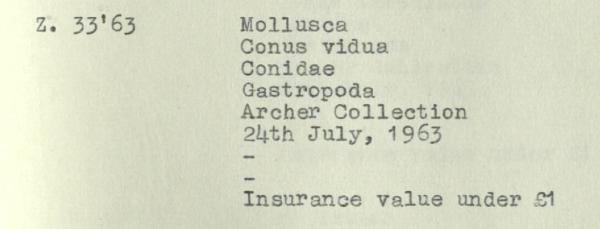 Z. 33'63 Mollusca
Conus vidua
Conidae
Gastropoda
Archer Collection
24th July, 1963
-
-
Insurance value under £1